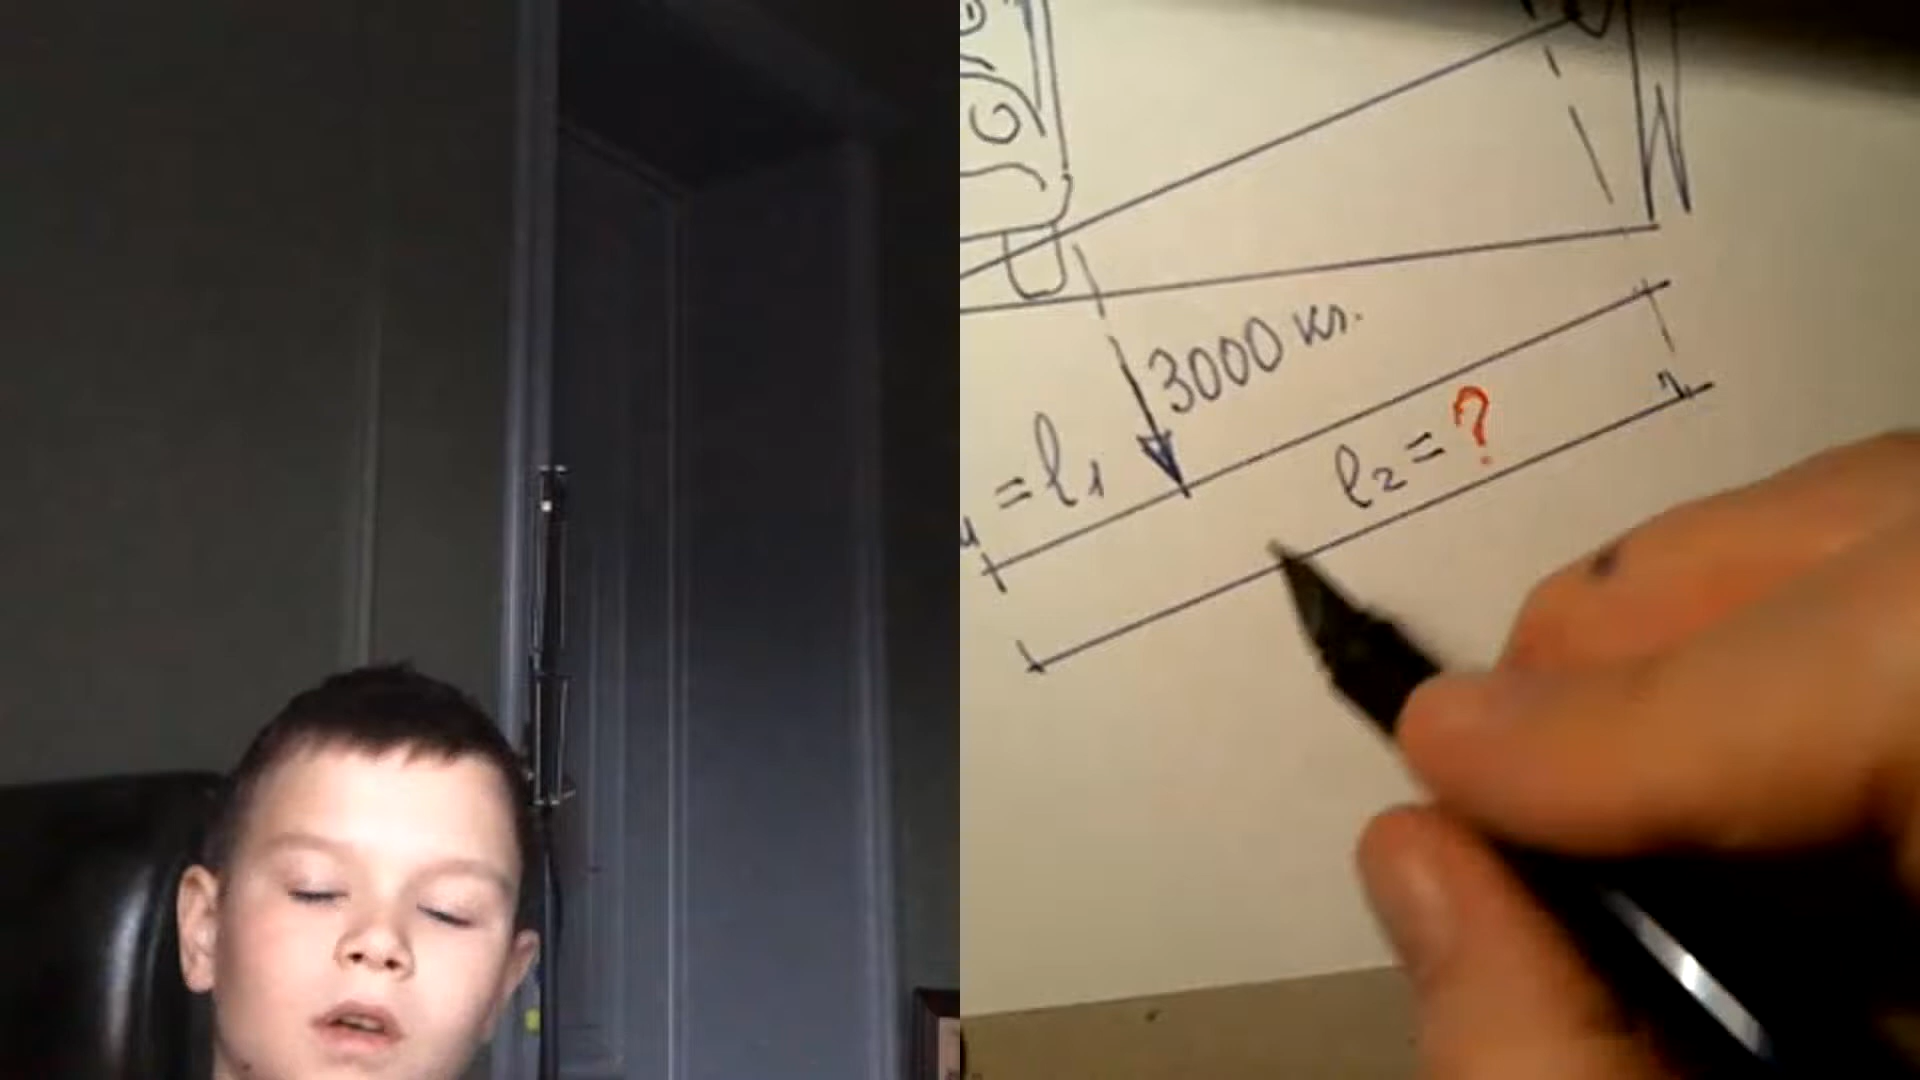 3000 кг.
= l₁
l₂ = ?